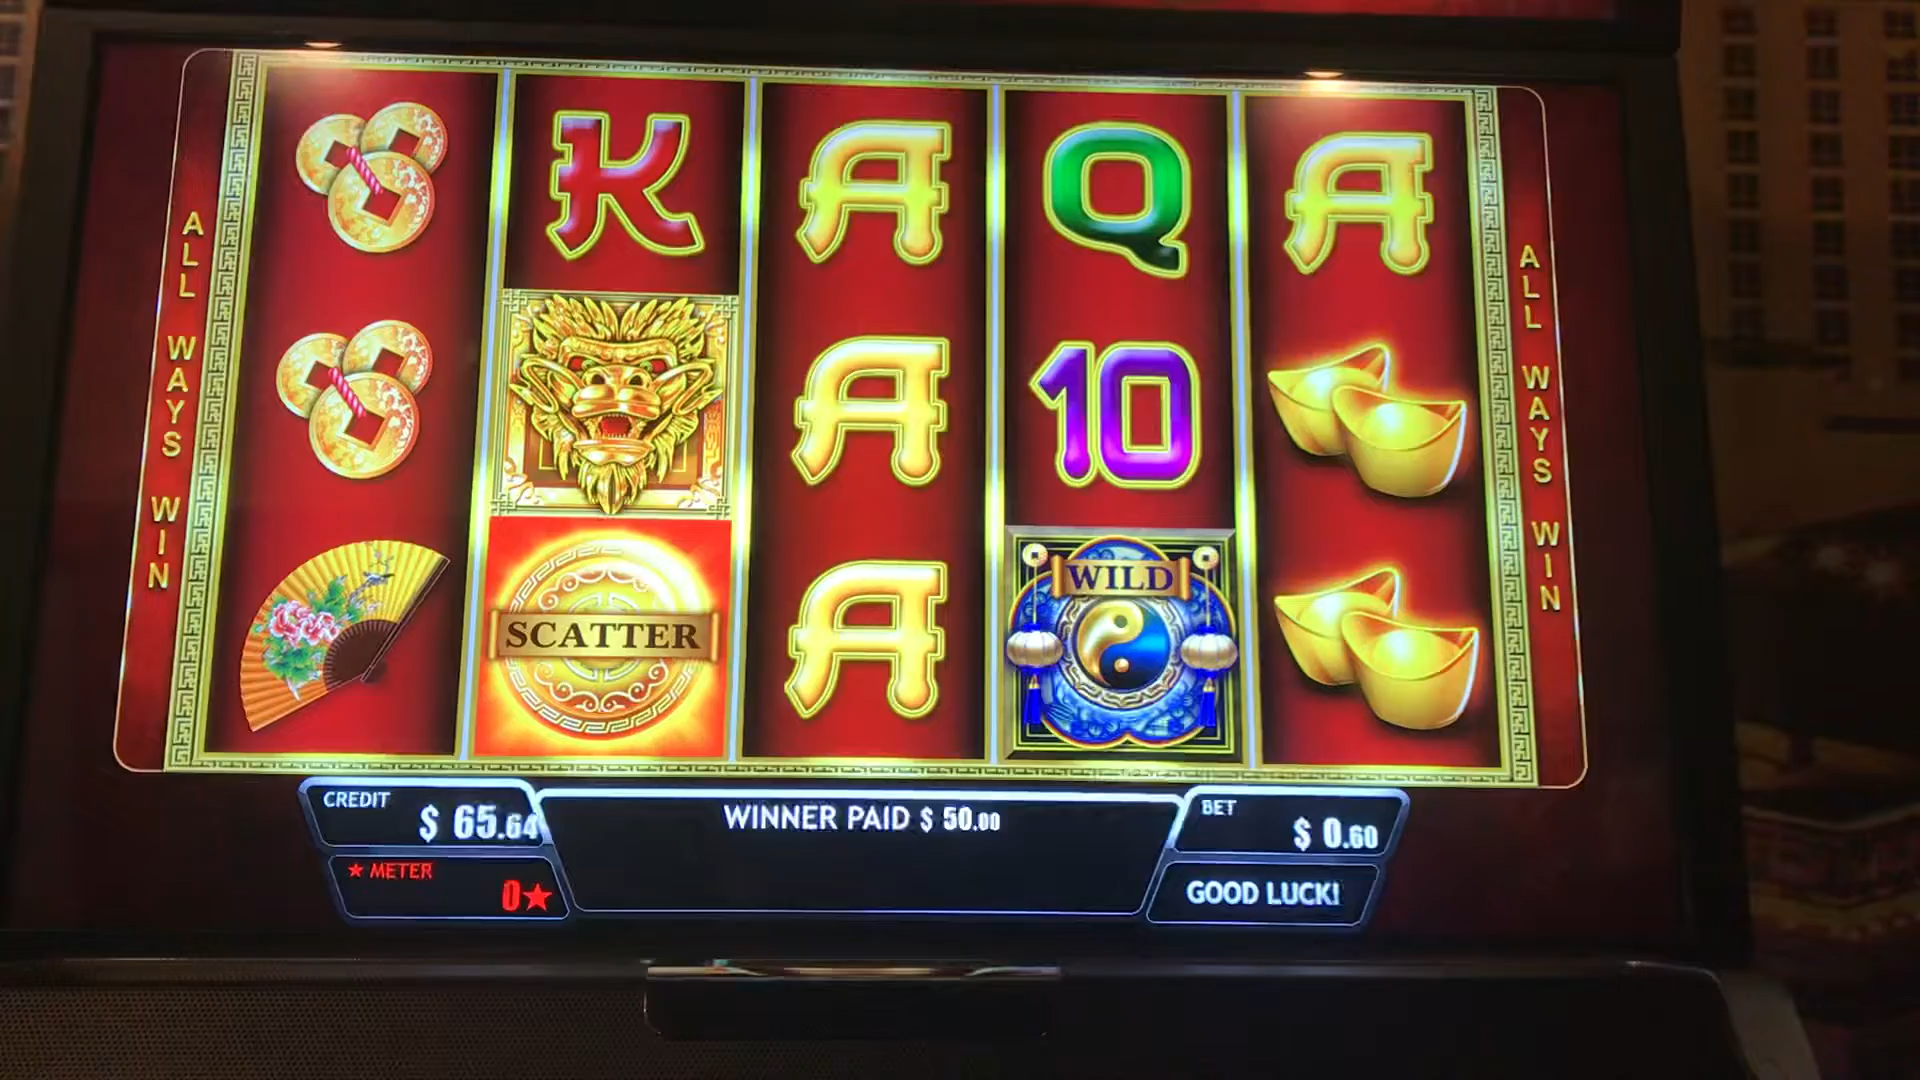 K
A
Q
A
A
10
SCATTER
A
WILD
ALL WAYS WIN
ALL WAYS WIN
CREDIT
$ 65.64
WINNER PAID $ 50.00
BET
$ 0.60
★ METER
0★
GOOD LUCK!